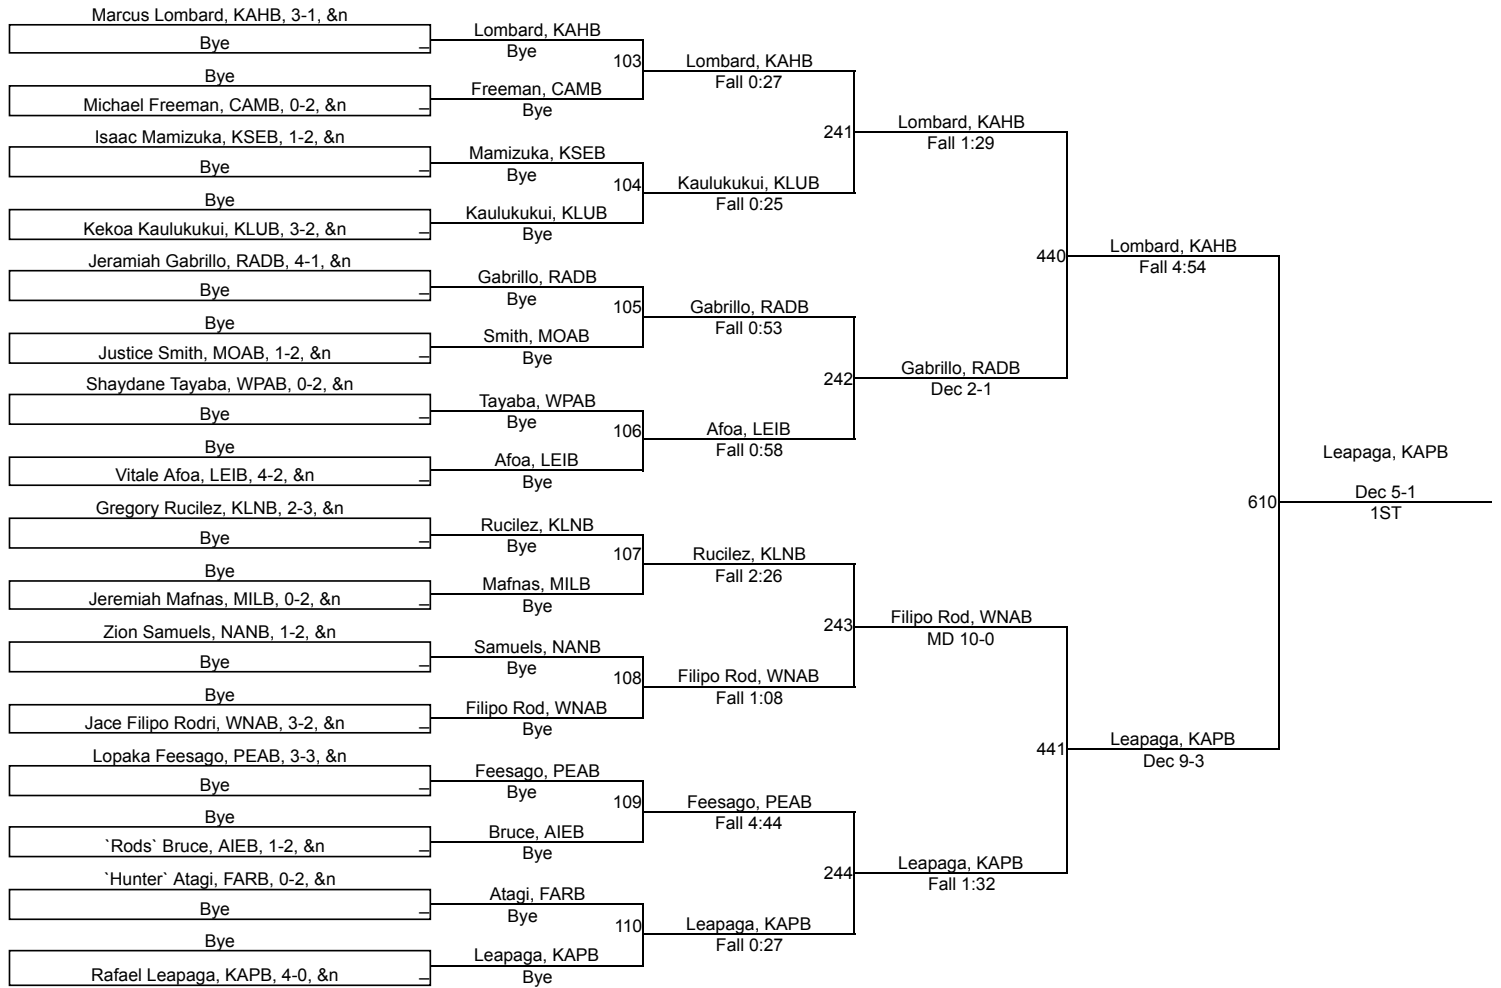 Marcus Lombard, KAHB, 3-1, &n
Bye
Bye
Michael Freeman, CAMB, 0-2, &n
Isaac Mamizuka, KSEB, 1-2, &n
Bye
Bye
Kekoa Kaulukukui, KLUB, 3-2, &n
Jeramiah Gabrillo, RADB, 4-1, &n
Bye
Bye
Justice Smith, MOAB, 1-2, &n
Shaydane Tayaba, WPAB, 0-2, &n
Bye
Bye
Vitale Afoa, LEIB, 4-2, &n
Gregory Rucilez, KLNB, 2-3, &n
Bye
Bye
Jeremiah Mafnas, MILB, 0-2, &n
Zion Samuels, NANB, 1-2, &n
Bye
Bye
Jace Filipo Rodri, WNAB, 3-2, &n
Lopaka Feesago, PEAB, 3-3, &n
Bye
Bye
`Rods` Bruce, AIEB, 1-2, &n
`Hunter` Atagi, FARB, 0-2, &n
Bye
Bye
Rafael Leapaga, KAPB, 4-0, &n
Lombard, KAHB
Bye
103
Freeman, CAMB
Bye
Mamizuka, KSEB
Bye
104
Kaulukukui, KLUB
Bye
Gabrillo, RADB
Bye
105
Smith, MOAB
Bye
Tayaba, WPAB
Bye
106
Afoa, LEIB
Bye
Rucilez, KLNB
Bye
107
Mafnas, MILB
Bye
Samuels, NANB
Bye
108
Filipo Rod, WNAB
Bye
Feesago, PEAB
Bye
109
Bruce, AIEB
Bye
Atagi, FARB
Bye
110
Leapaga, KAPB
Bye
Lombard, KAHB
Fall 0:27
241
Kaulukukui, KLUB
Fall 0:25
Gabrillo, RADB
Fall 0:53
242
Afoa, LEIB
Fall 0:58
Rucilez, KLNB
Fall 2:26
243
Filipo Rod, WNAB
Fall 1:08
Feesago, PEAB
Fall 4:44
244
Leapaga, KAPB
Fall 0:27
Lombard, KAHB
Fall 1:29
440
Gabrillo, RADB
Dec 2-1
Filipo Rod, WNAB
MD 10-0
441
Leapaga, KAPB
Fall 1:32
Lombard, KAHB
Fall 4:54
610
Leapaga, KAPB
Dec 9-3
Leapaga, KAPB
Dec 5-1
1ST